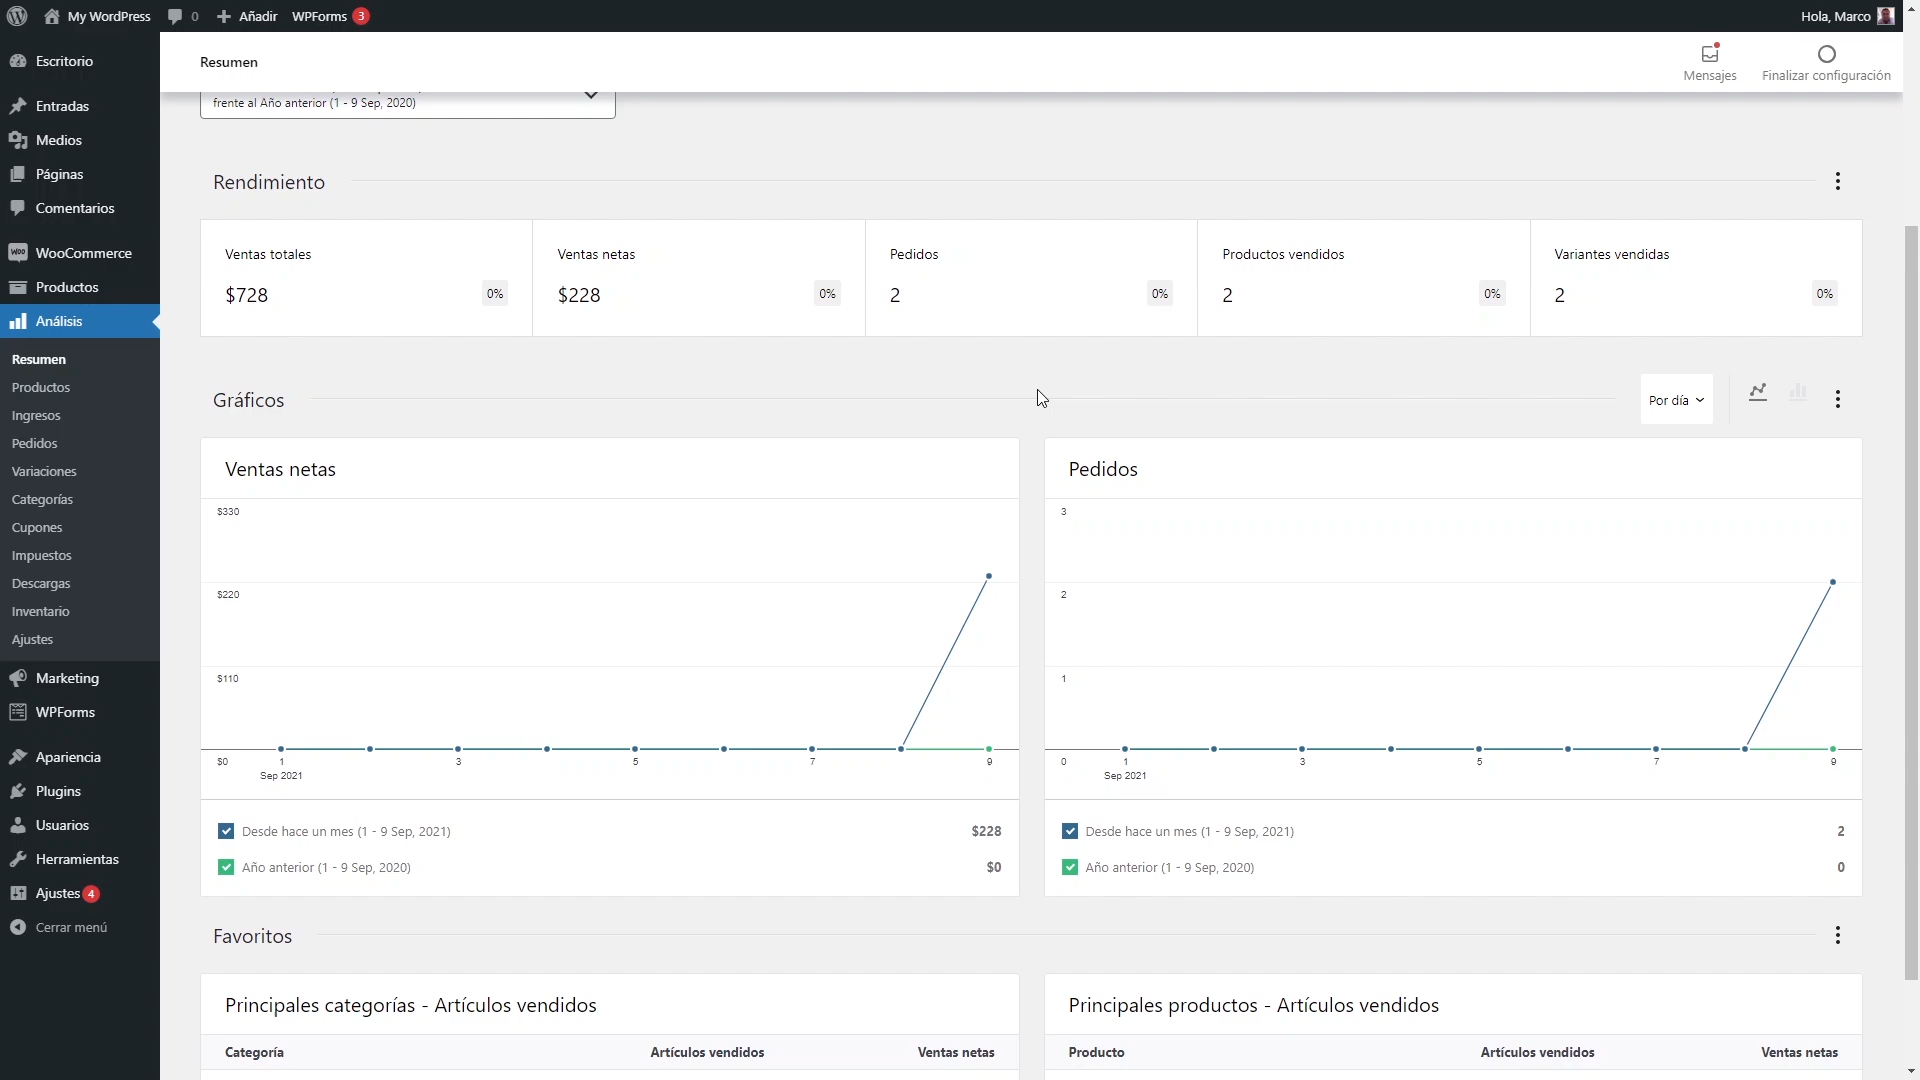 My WordPress
0
Añadir
WPForms 3
Hola, Marco
Escritorio
Entradas
Medios
Páginas
Comentarios
WooCommerce
Productos
Análisis
Resumen
Productos
Ingresos
Pedidos
Variaciones
Categorías
Cupones
Impuestos
Descargas
Inventario
Ajustes
Marketing
WPForms
Apariencia
Plugins
Usuarios
Herramientas
Ajustes 4
Cerrar menú
Resumen
Mensajes
Finalizar configuración
frente al Año anterior (1 - 9 Sep, 2020)
Rendimiento
Ventas totales
$728
0%
Ventas netas
$228
0%
Pedidos
2
0%
Productos vendidos
2
0%
Variantes vendidas
2
0%
Gráficos
Por día
Ventas netas
$330
$220
$110
$0
1
3
5
7
9
Sep 2021
Desde hace un mes (1 - 9 Sep, 2021)
$228
Año anterior (1 - 9 Sep, 2020)
$0
Pedidos
3
2
1
0
1
3
5
7
9
Sep 2021
Desde hace un mes (1 - 9 Sep, 2021)
2
Año anterior (1 - 9 Sep, 2020)
0
Favoritos
Principales categorías - Artículos vendidos
Categoría
Artículos vendidos
Ventas netas
Principales productos - Artículos vendidos
Producto
Artículos vendidos
Ventas netas